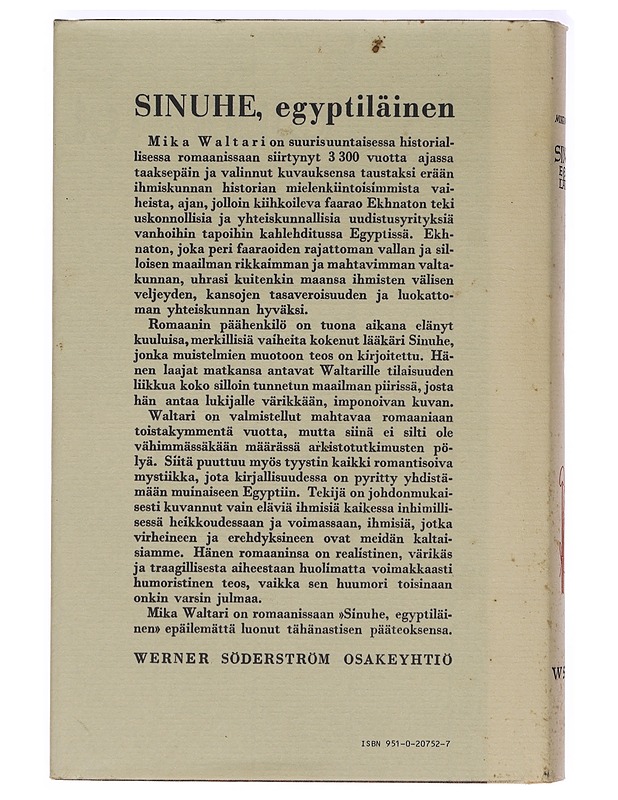 SINUHE, egyptiläinen
Mika Waltari on suurisuuntaisessa historial-
lisessa romaanissaan siirtynyt 3 300 vuotta ajassa
taaksepäin ja valinnut kuvauksensa taustaksi erään
ihmiskunnan historian mielenkiintoisimmista vai-
heista, ajan, jolloin kiihkoileva faarao Ekhnaton teki
uskonnollisia ja yhteiskunnallisia uudistusyrityksiä
vanhoihin tapoihin kahlehditussa Egyptissä. Ekh-
naton, joka peri faaraoiden rajattoman vallan ja sil-
loisen maailman rikkaimman ja mahtavimman valta-
kunnan, uhrasi kuitenkin maansa ihmisten välisen
veljeyden, kansojen tasaveroisuuden ja luokatto-
man yhteiskunnan hyväksi.
Romaanin päähenkilö on tuona aikana elänyt
kuuluisa, merkillisiä vaiheita kokenut lääkäri Sinuhe,
jonka muistelmien muotoon teos on kirjoitettu. Hä-
nen laajat matkansa antavat Waltarille tilaisuuden
liikkua koko silloin tunnetun maailman piirissä, josta
hän antaa lukijalle värikkään, imponoivan kuvan.
Waltari on valmistellut mahtavaa romaaniaan
toistakymmentä vuotta, mutta siinä ei silti ole
vähimmässäkään määrässä arkistotutkimusten pö-
lyä. Siitä puuttuu myös tyystin kaikki romantisoiva
mystiikka, jota kirjallisuudessa on pyritty yhdistä-
mään muinaiseen Egyptiin. Tekijä on johdonmukai-
sesti kuvannut vain eläviä ihmisiä kaikessa inhimilli-
sessä heikkoudessaan ja voimassaan, ihmisiä, jotka
virheineen ja erehdyksineen ovat meidän kaltai-
siamme. Hänen romaaninsa on realistinen, värikäs
ja traagillisesta aiheestaan huolimatta voimakkaasti
humoristinen teos, vaikka sen huumori toisinaan
onkin varsin julmaa.
Mika Waltari on romaanissaan »Sinuhe, egyptiläi-
nen» epäilemättä luonut tähänastisen pääteoksensa.
WERNER SÖDERSTRÖM OSAKEYHTIÖ
ISBN 951-0-20752-7